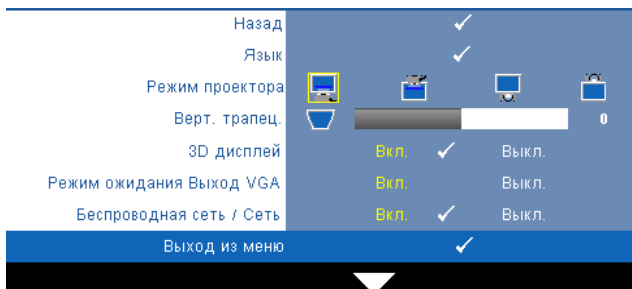 Назад
Язык
Режим проектора
Верт. трапец. 0
3D дисплей Вкл. Выкл.
Режим ожидания Выход VGA Вкл. Выкл.
Беспроводная сеть / Сеть Вкл. Выкл.
Выход из меню